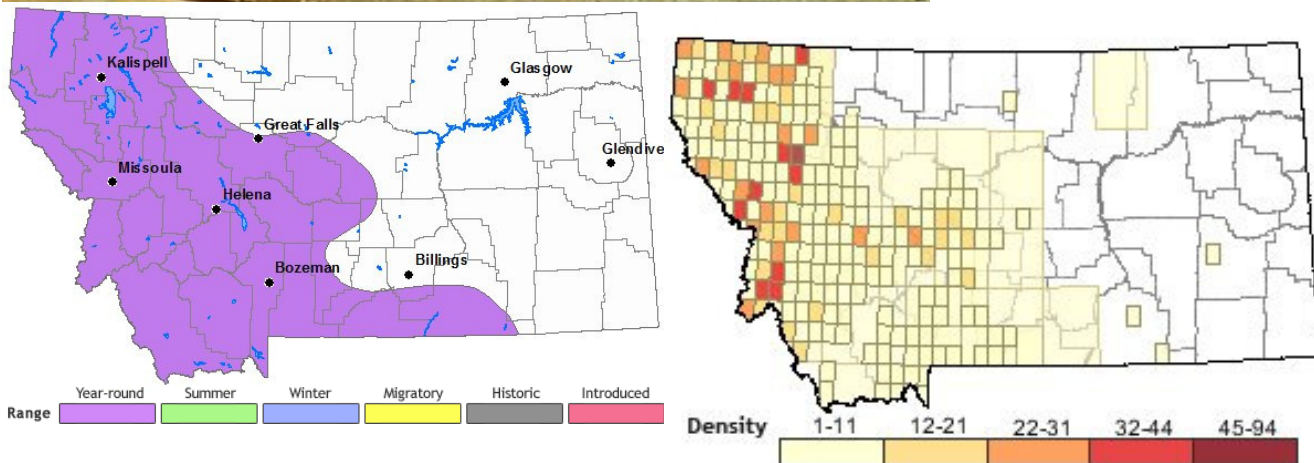 Kalispell
Glasgow
Great Falls
Glendive
Missoula
Helena
Bozeman
Billings
Year-round Summer Winter Migratory Historic Introduced
Range
Density 1-11 12-21 22-31 32-44 45-94